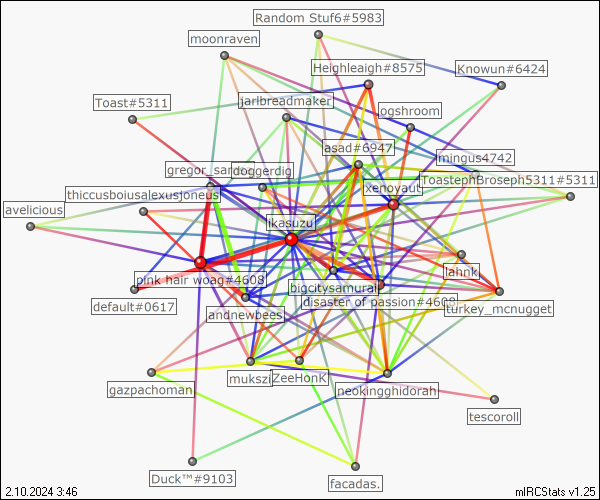 Random Stuf6#5983
moonraven
Heighleaigh#8575
Knowun#6424
Toast#5311
jarlbreadmaker
ogshroom
asad#6947
mingus4742
gregor_samsa
doggerdig
ToastephBroseph5311#5311
thiccusbousalexusjoneus
xenoyaut
avelicious
ikasuzu
lahnk
pink hair woag#4608
bigcitysamurai
default#0617
andnewbees
disaster of passion#4608
turkey_mcnugget
mukszi
ZeeHonk
neokingghidorah
gazpachoman
tescoroll
Duck™#9103
facadas.
2.10.2024 3:46
mIRCStats v1.25